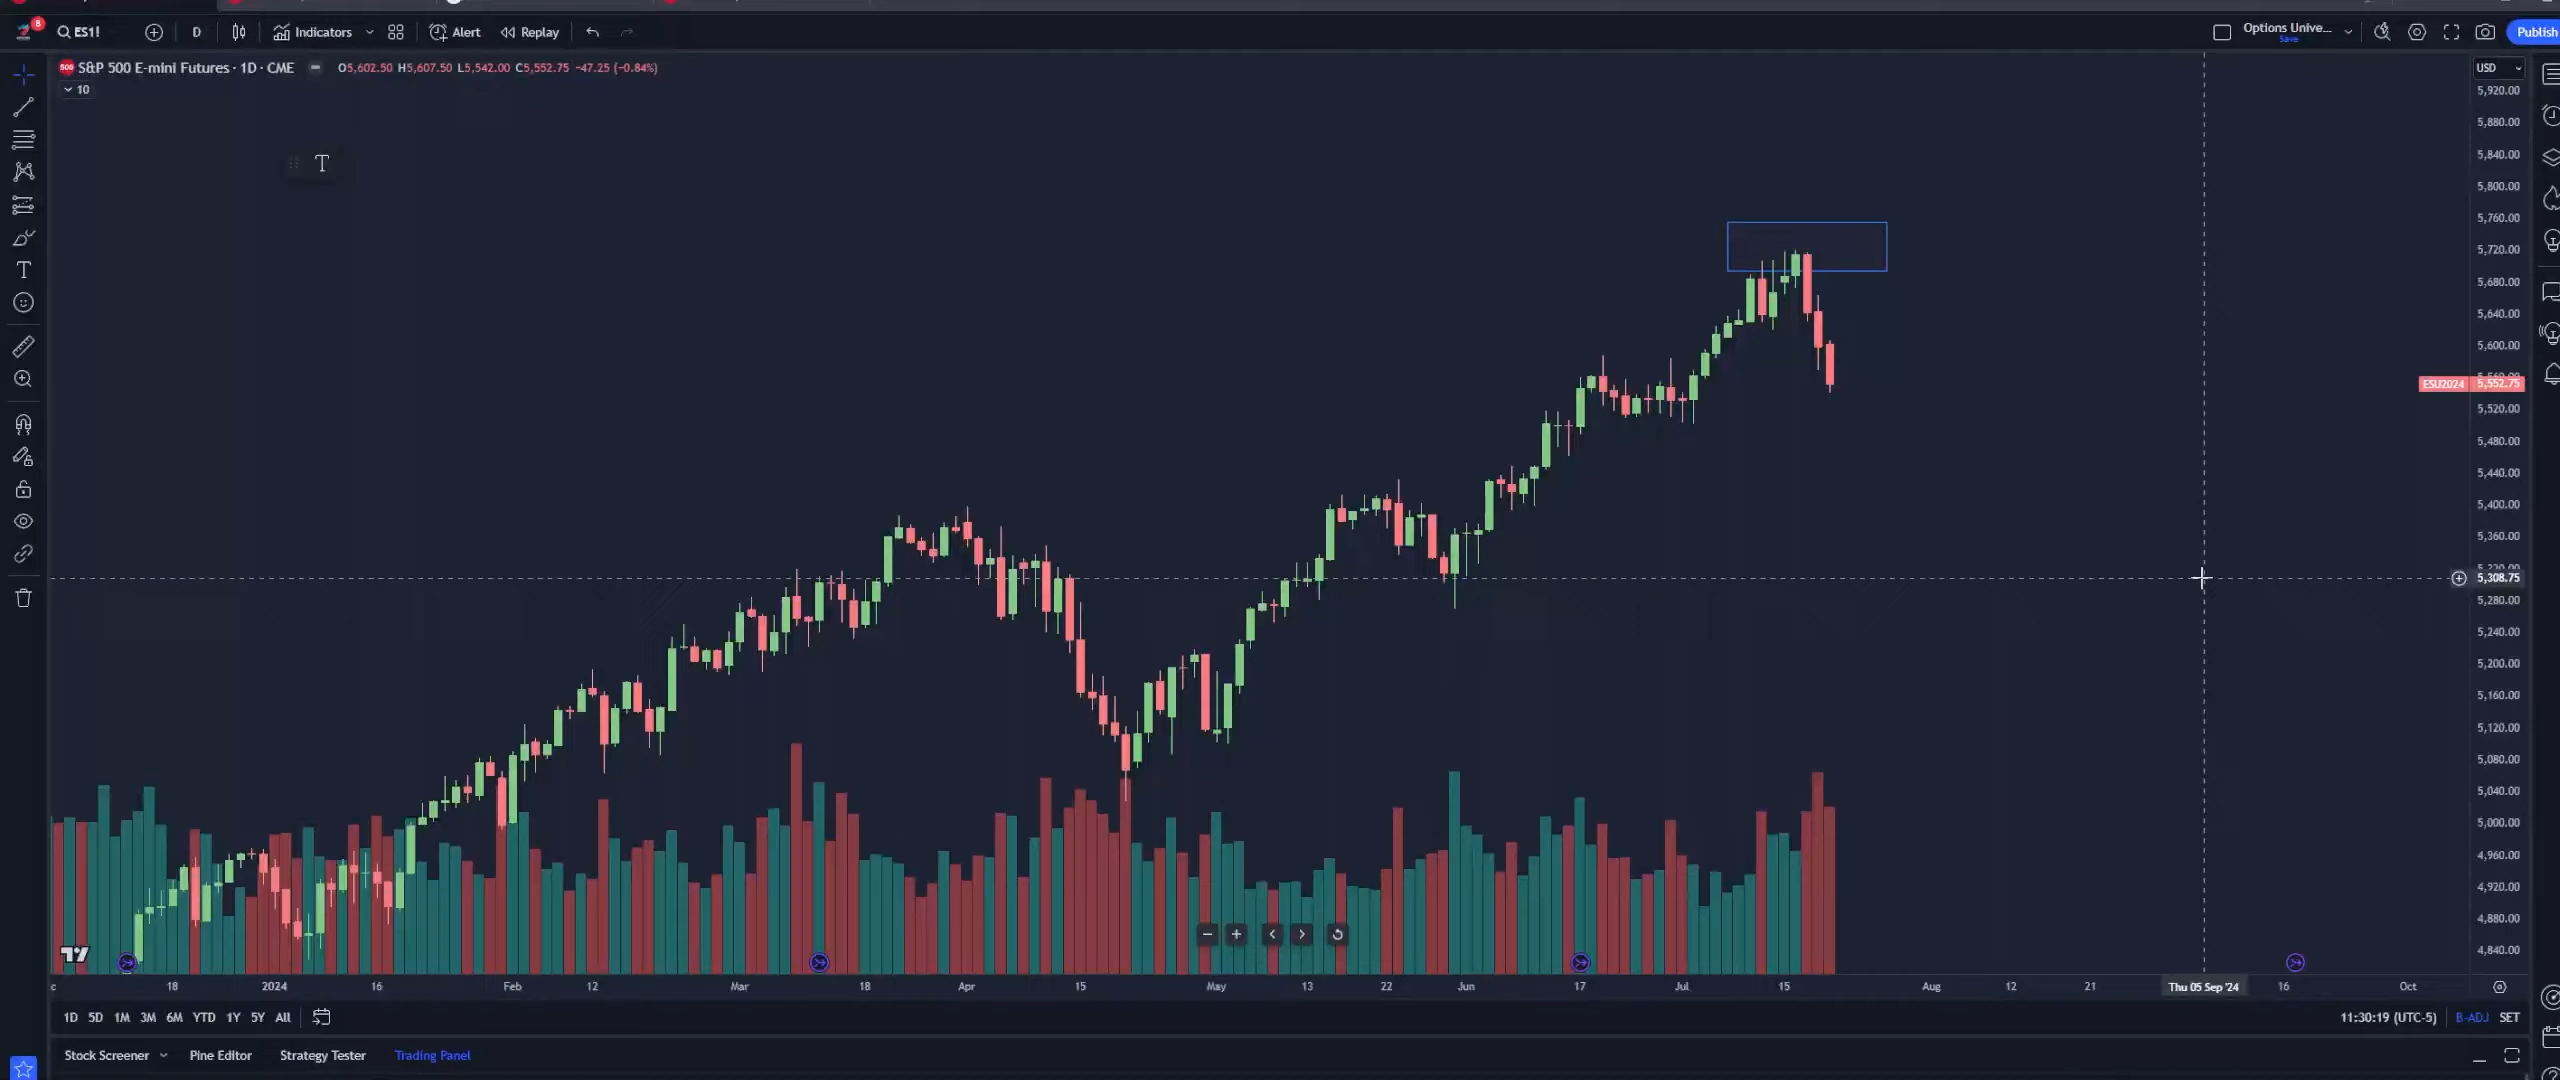 8
ES1!
D
Indicators
Alert
Replay
Options Unive...
Save
Publish
500 S&P 500 E-mini Futures · 1D · CME O5,602.50 H5,607.50 L5,542.00 C5,552.75 −47.25 (−0.84%)
10
T
USD
5,920.00
5,880.00
5,840.00
5,800.00
5,760.00
5,720.00
5,680.00
5,640.00
5,600.00
ESU2024 5,552.75
5,520.00
5,480.00
5,440.00
5,400.00
5,360.00
5,308.75
5,280.00
5,240.00
5,200.00
5,160.00
5,120.00
5,080.00
5,040.00
5,000.00
4,960.00
4,920.00
4,880.00
4,840.00
c 18 2024 16 Feb 12 Mar 18 Apr 15 May 13 22 Jun 17 Jul 15 Aug 12 21 Thu 05 Sep '24 16 Oct
1D 5D 1M 3M 6M YTD 1Y 5Y All
11:30:19 (UTC-5) B-ADJ SET
Stock Screener Pine Editor Strategy Tester Trading Panel